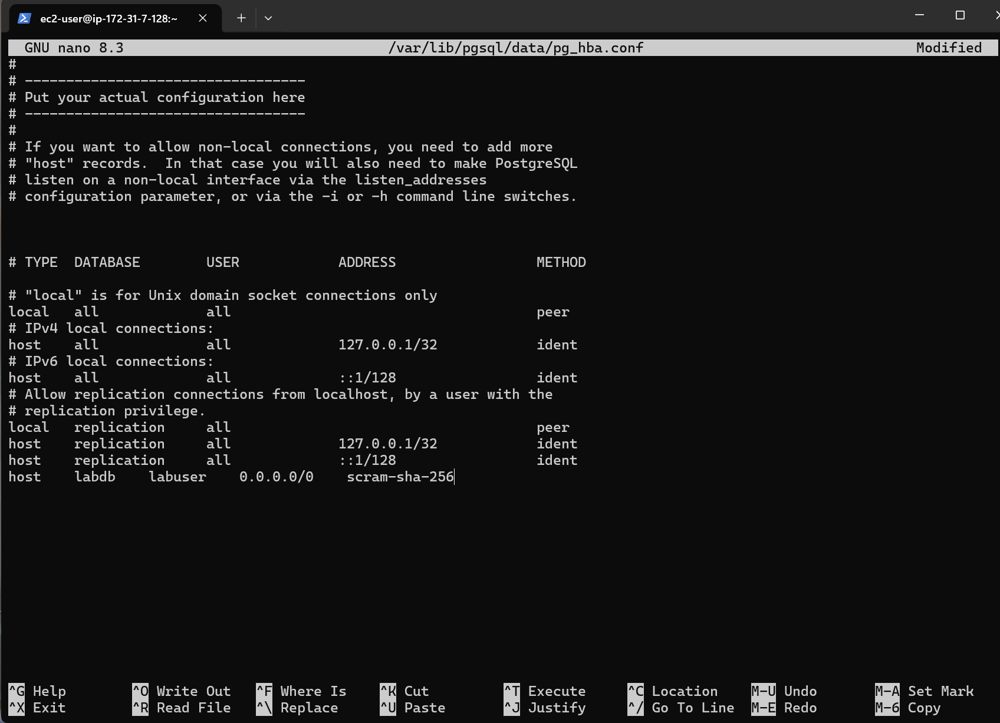 ec2-user@ip-172-31-7-128:~
GNU nano 8.3 /var/lib/pgsql/data/pg_hba.conf Modified
#
# ----------------------------------
# Put your actual configuration here
# ----------------------------------
#
# If you want to allow non-local connections, you need to add more
# "host" records.  In that case you will also need to make PostgreSQL
# listen on a non-local interface via the listen_addresses
# configuration parameter, or via the -i or -h command line switches.
# TYPE  DATABASE        USER            ADDRESS                 METHOD
# "local" is for Unix domain socket connections only
local   all             all                                     peer
# IPv4 local connections:
host    all             all             127.0.0.1/32            ident
# IPv6 local connections:
host    all             all             ::1/128                 ident
# Allow replication connections from localhost, by a user with the
# replication privilege.
local   replication     all                                     peer
host    replication     all             127.0.0.1/32            ident
host    replication     all             ::1/128                 ident
host    labdb    labuser    0.0.0.0/0    scram-sha-256
^G Help ^O Write Out ^F Where Is ^K Cut ^T Execute ^C Location M-U Undo M-A Set Mark
^X Exit ^R Read File ^\ Replace ^U Paste ^J Justify ^/ Go To Line M-E Redo M-6 Copy